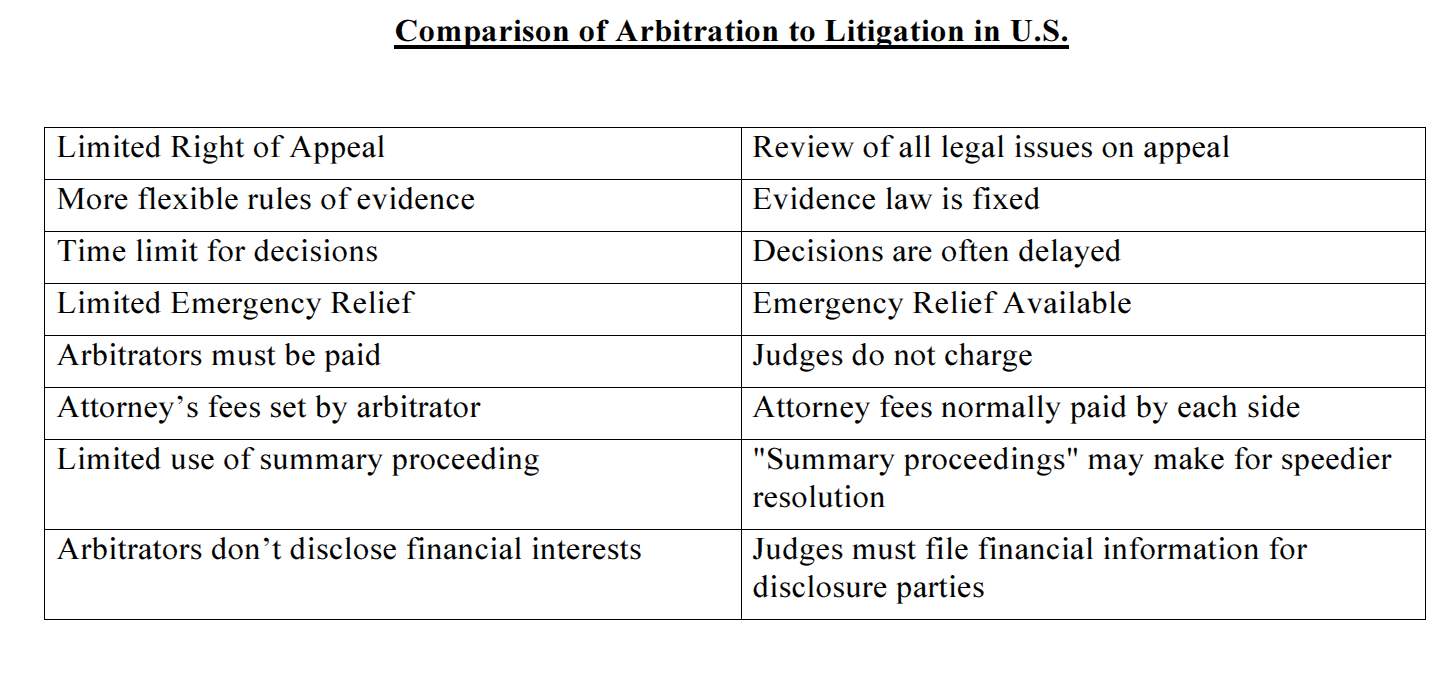 Comparison of Arbitration to Litigation in U.S.
Limited Right of Appeal
Review of all legal issues on appeal
More flexible rules of evidence
Evidence law is fixed
Time limit for decisions
Decisions are often delayed
Limited Emergency Relief
Emergency Relief Available
Arbitrators must be paid
Judges do not charge
Attorney’s fees set by arbitrator
Attorney fees normally paid by each side
Limited use of summary proceeding
"Summary proceedings" may make for speedier
resolution
Arbitrators don’t disclose financial interests
Judges must file financial information for
disclosure parties